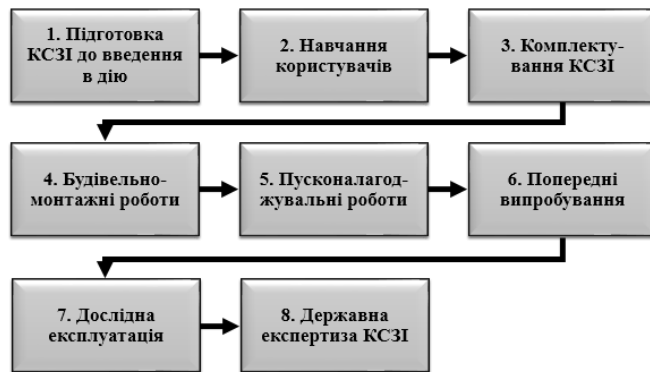 1. Підготовка
КСЗІ до введення
в дію
2. Навчання
користувачів
3. Комплекту-
вання КСЗІ
4. Будівельно-
монтажні роботи
5. Пусконалагод-
жувальні роботи
6. Попередні
випробування
7. Дослідна
експлуатація
8. Державна
експертиза КСЗІ